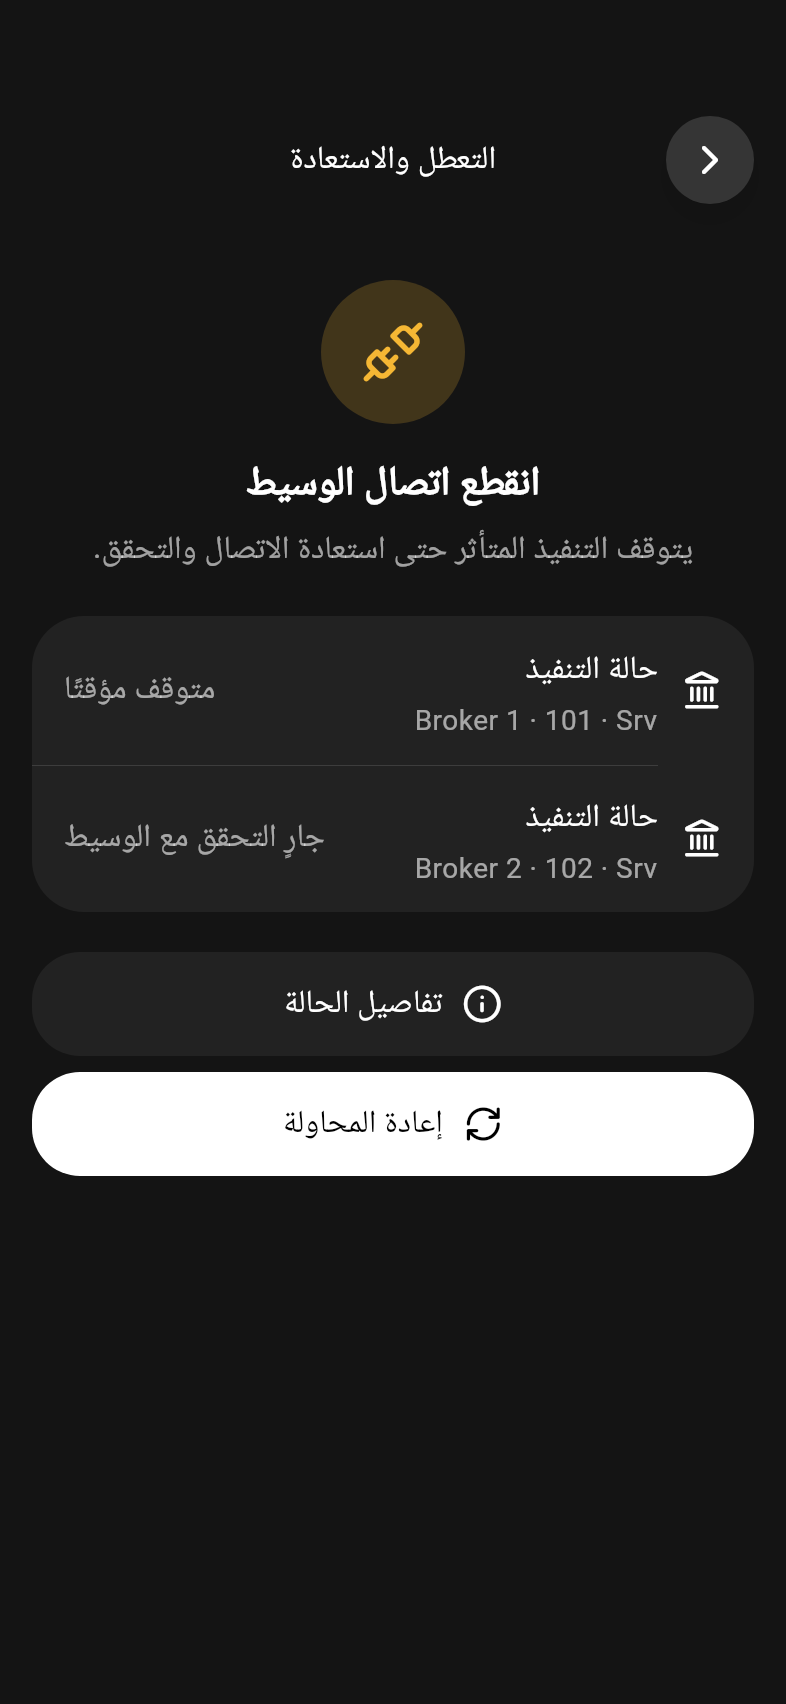 التعطل والاستعادة
انقطع اتصال الوسيط
يتوقف التنفيذ المتأثر حتى استعادة الاتصال والتحقق.
حالة التنفيذ
Broker 1 · 101 · Srv
متوقف مؤقتًا
حالة التنفيذ
Broker 2 · 102 · Srv
جارٍ التحقق مع الوسيط
تفاصيل الحالة
إعادة المحاولة